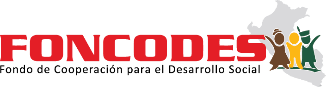 FONCODES
Fondo de Cooperación para el Desarrollo Social